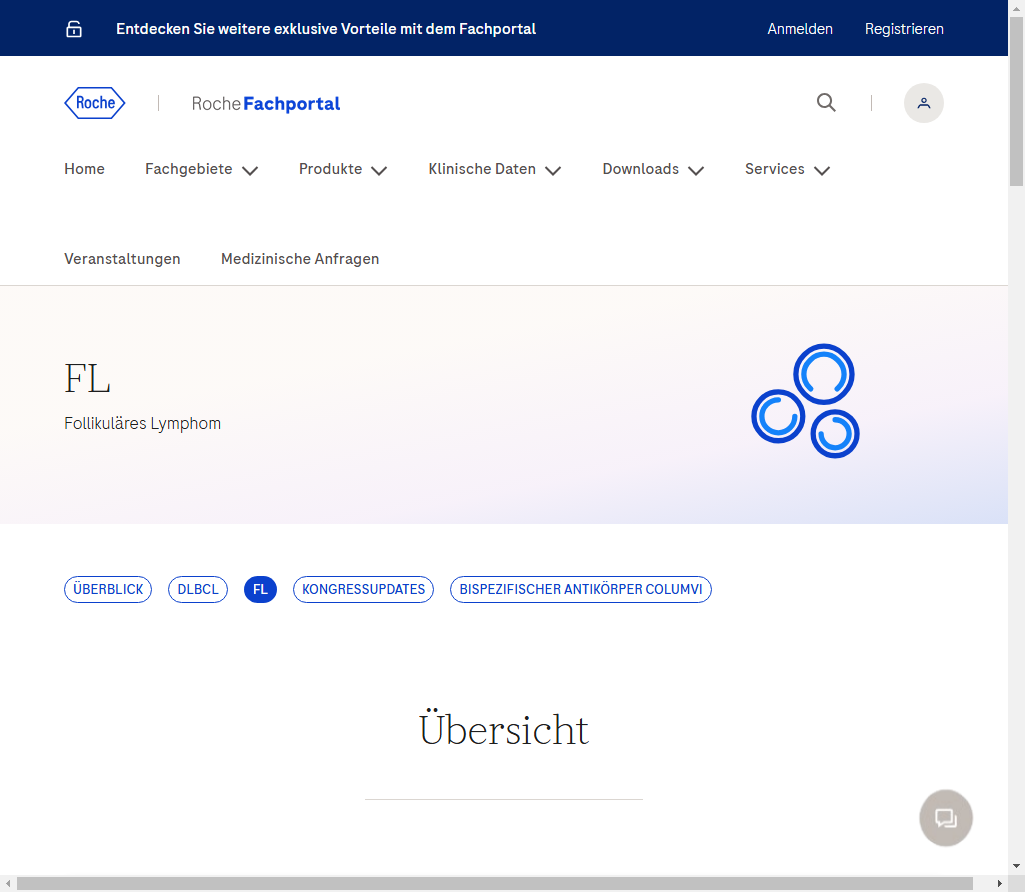 Entdecken Sie weitere exklusive Vorteile mit dem Fachportal
Anmelden
Registrieren
Roche
Roche Fachportal
Home
Fachgebiete
Produkte
Klinische Daten
Downloads
Services
Veranstaltungen
Medizinische Anfragen
FL
Follikuläres Lymphom
ÜBERBLICK
DLBCL
FL
KONGRESSUPDATES
BISPEZIFISCHER ANTIKÖRPER COLUMVI
Übersicht